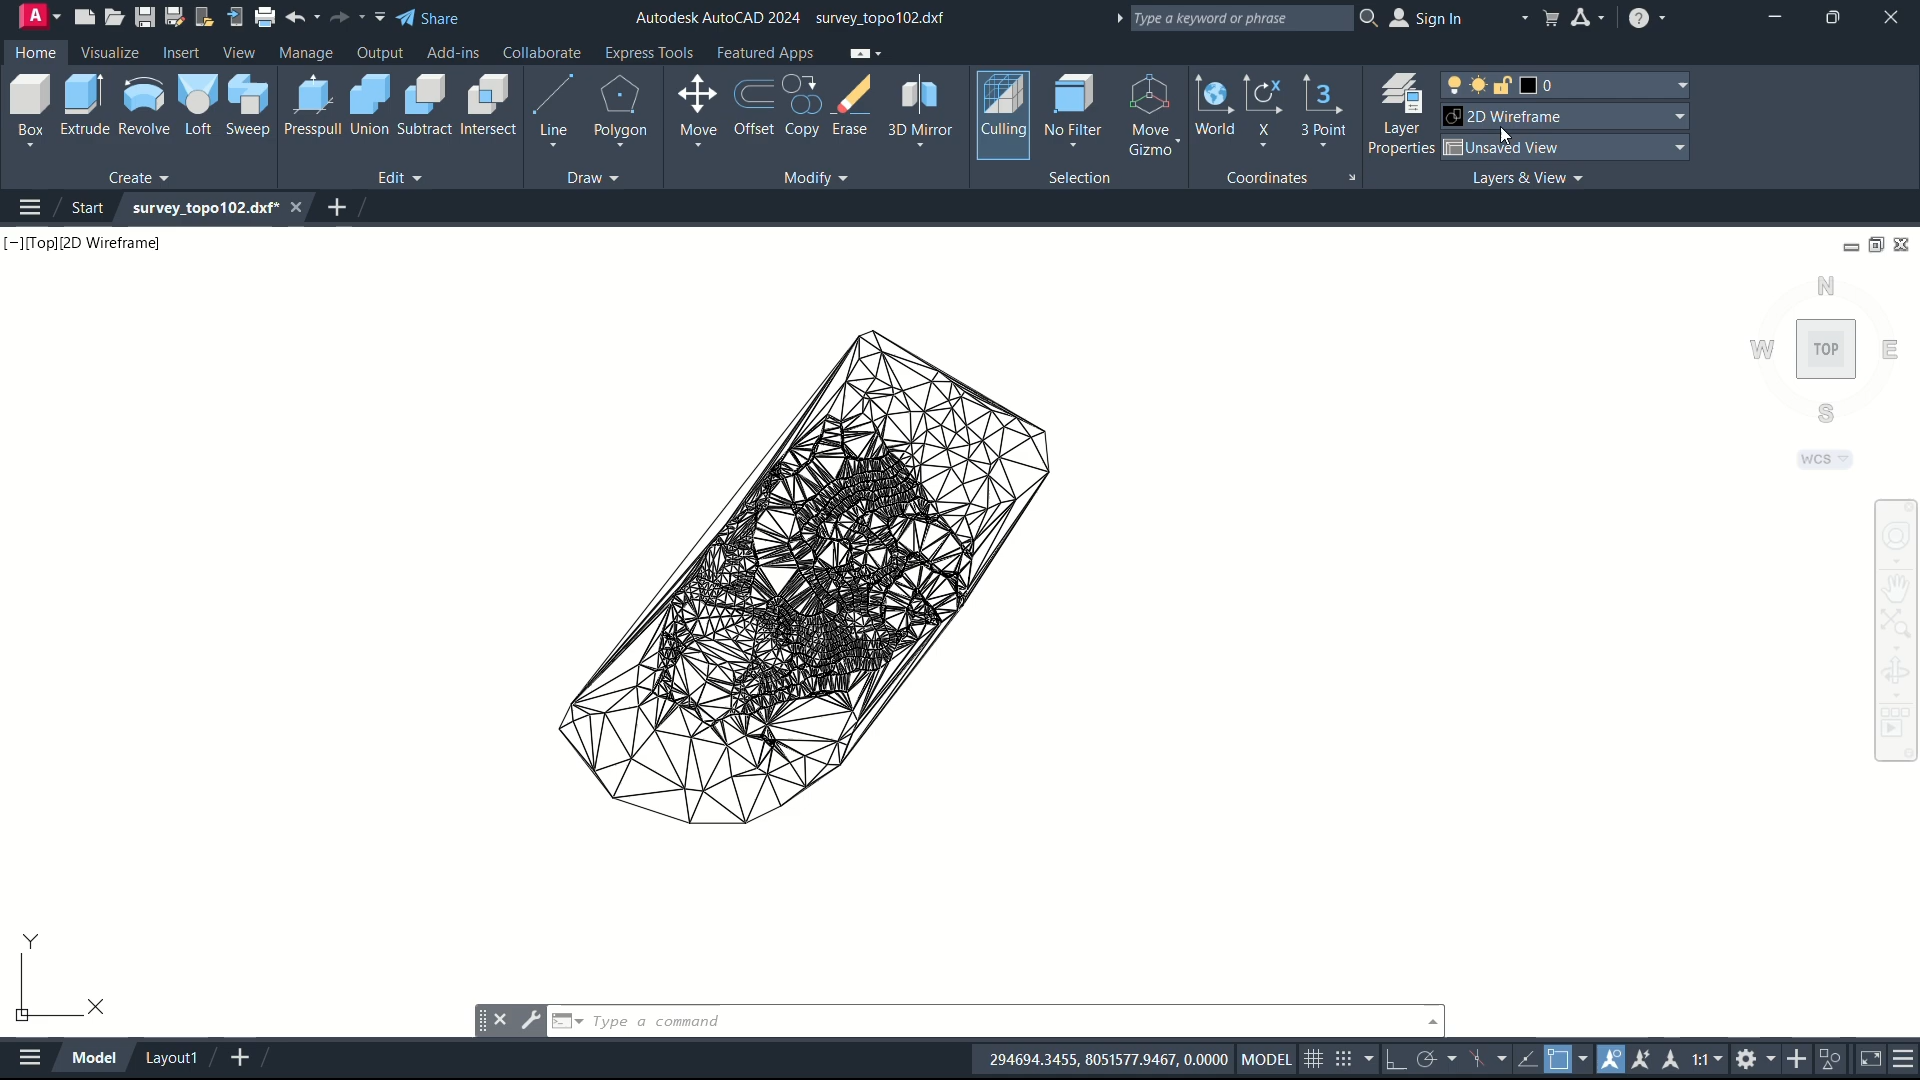 A Share Autodesk AutoCAD 2024 survey_topo102.dxf Type a keyword or phrase Sign In
Home Visualize Insert View Manage Output Add-ins Collaborate Express Tools Featured Apps
Box Extrude Revolve Loft Sweep Presspull Union Subtract Intersect Line Polygon Move Offset Copy Erase 3D Mirror Culling No Filter Move Gizmo World X 3 Point Layer Properties
0
2D Wireframe
Unsaved View
Create Edit Draw Modify Selection Coordinates Layers & View
Start survey_topo102.dxf*
[−][Top][2D Wireframe]
N
W TOP E
S
WCS
Y
X
Type a command
Model Layout1 294694.3455, 8051577.9467, 0.0000 MODEL 1:1